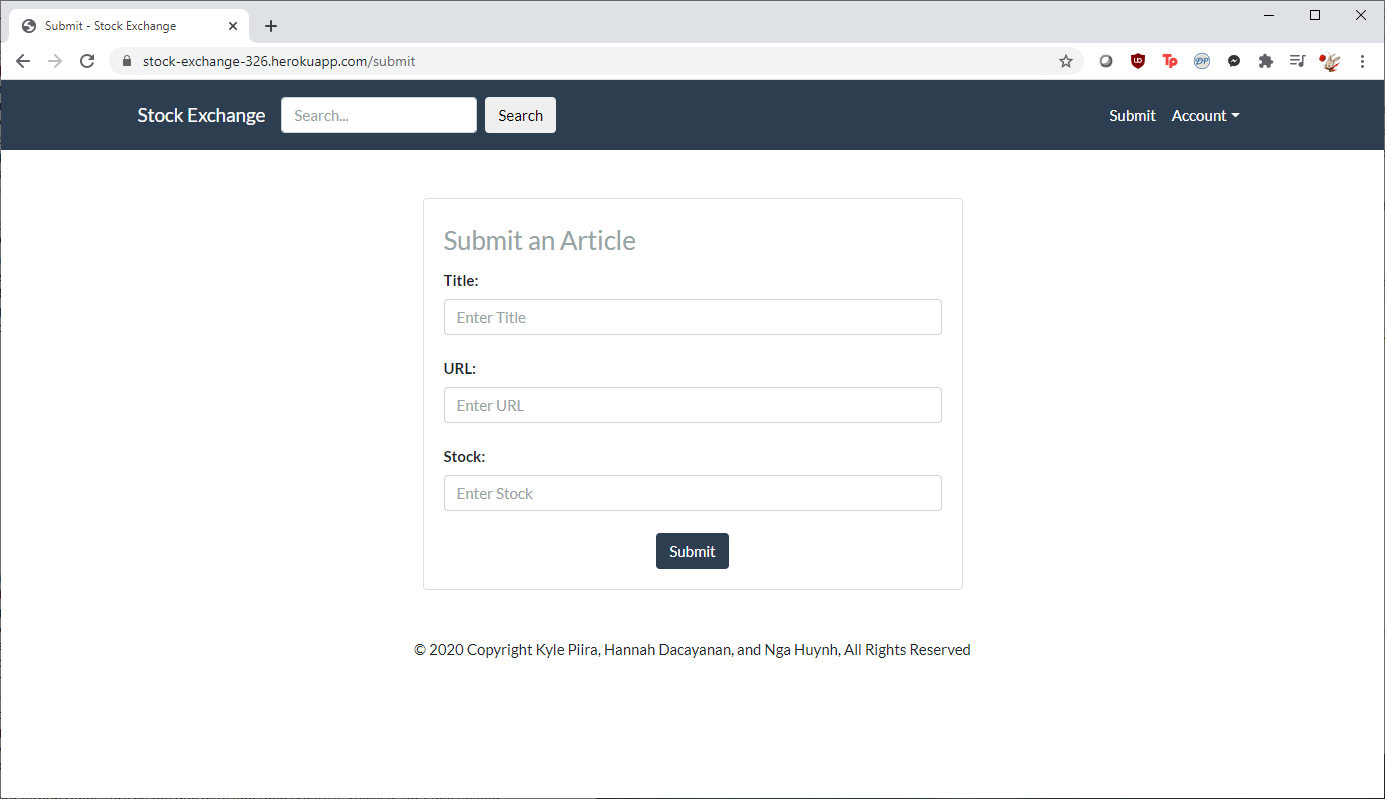 Submit - Stock Exchange
stock-exchange-326.herokuapp.com/submit
Stock Exchange Search... Search Submit Account
Submit an Article
Title:
Enter Title
URL:
Enter URL
Stock:
Enter Stock
Submit
© 2020 Copyright Kyle Piira, Hannah Dacayanan, and Nga Huynh, All Rights Reserved